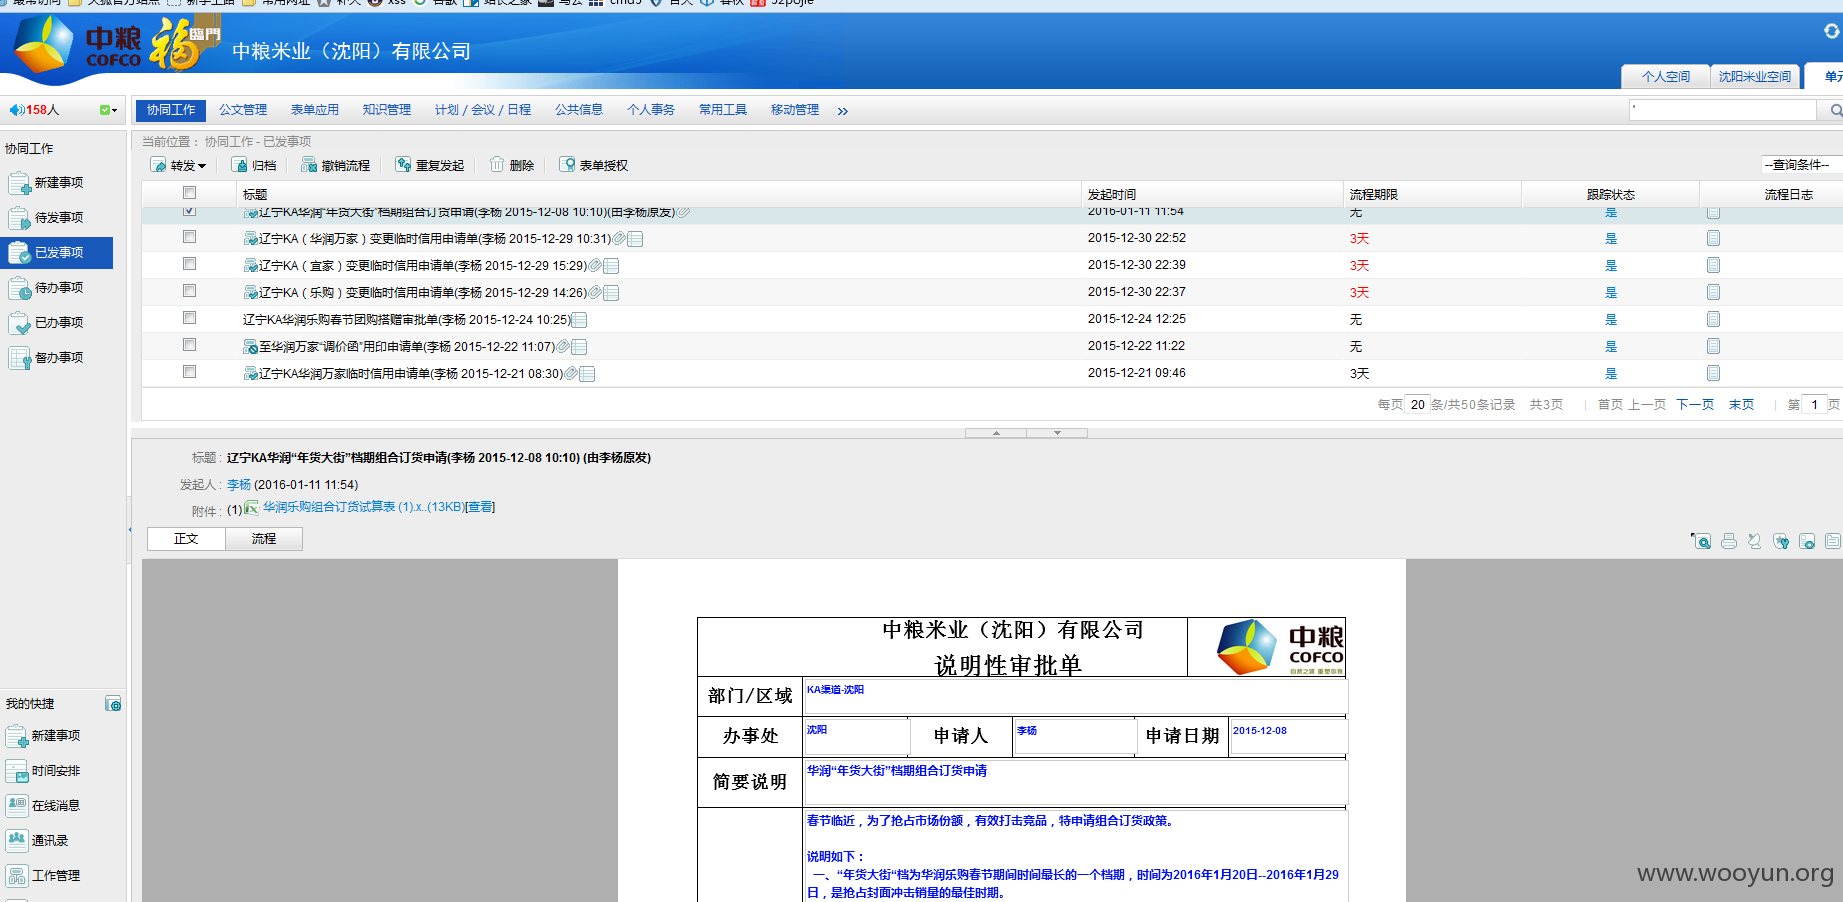 最常访问 火狐官方站点 新手上路 常用网址 补天 xss 谷歌 站长之家 乌云 cmd5 百天 春秋 52pojie
中粮 COFCO 福 臨門 中粮米业（沈阳）有限公司
个人空间 沈阳米业空间 单元
158人
协同工作 公文管理 表单应用 知识管理 计划 / 会议 / 日程 公共信息 个人事务 常用工具 移动管理 »
当前位置： 协同工作 - 已发事项
转发 归档 撤销流程 重复发起 删除 表单授权 --查询条件--
标题 发起时间 流程期限 跟踪状态 流程日志
辽宁KA华润“年货大街”档期组合订货申请(李杨 2015-12-08 10:10)(由李杨原发) 2016-01-11 11:54 无 是
辽宁KA（华润万家）变更临时信用申请单(李杨 2015-12-29 10:31) 2015-12-30 22:52 3天 是
辽宁KA（宜家）变更临时信用申请单(李杨 2015-12-29 15:29) 2015-12-30 22:39 3天 是
辽宁KA（乐购）变更临时信用申请单(李杨 2015-12-29 14:26) 2015-12-30 22:37 3天 是
辽宁KA华润乐购春节团购搭赠审批单(李杨 2015-12-24 10:25) 2015-12-24 12:25 无 是
至华润万家“调价函”用印申请单(李杨 2015-12-22 11:07) 2015-12-22 11:22 无 是
辽宁KA华润万家临时信用申请单(李杨 2015-12-21 08:30) 2015-12-21 09:46 3天 是
每页 20 条/共50条记录 共3页 | 首页 上一页 下一页 末页 | 第 1 页
协同工作
新建事项
待发事项
已发事项
待办事项
已办事项
督办事项
我的快捷
新建事项
时间安排
在线消息
通讯录
工作管理
标题 : 辽宁KA华润“年货大街”档期组合订货申请(李杨 2015-12-08 10:10) (由李杨原发)
发起人 : 李杨 (2016-01-11 11:54)
附件 : (1) 华润乐购组合订货试算表 (1).x..(13KB)[查看]
正文 流程
中粮米业（沈阳）有限公司
说明性审批单
中粮
COFCO
自然之源 重塑你我
部门/区域 KA渠道-沈阳
办事处 沈阳 申请人 李杨 申请日期 2015-12-08
简要说明 华润“年货大街”档期组合订货申请
春节临近，为了抢占市场份额，有效打击竞品，特申请组合订货政策。
说明如下：
一、“年货大街“档为华润乐购春节期间时间最长的一个档期，时间为2016年1月20日--2016年1月29
日，是抢占封面冲击销量的最佳时期。
www.wooyun.org